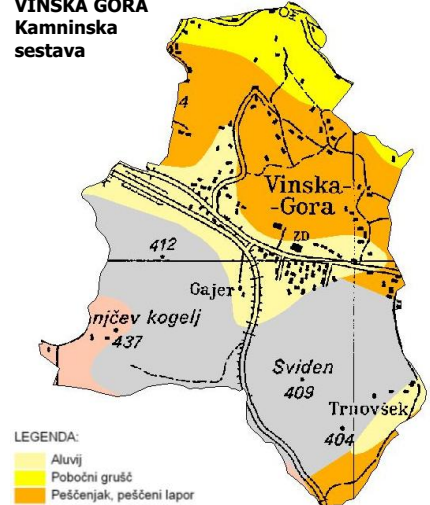 VINSKA GORA
Kamninska
sestava
4
Vinska-
-Gora
ZD
412
Gajer
njčev kogelj
437
Sviden
409
Trnovšek
404
LEGENDA:
Aluvij
Pobočni grušč
Peščenjak, peščeni lapor